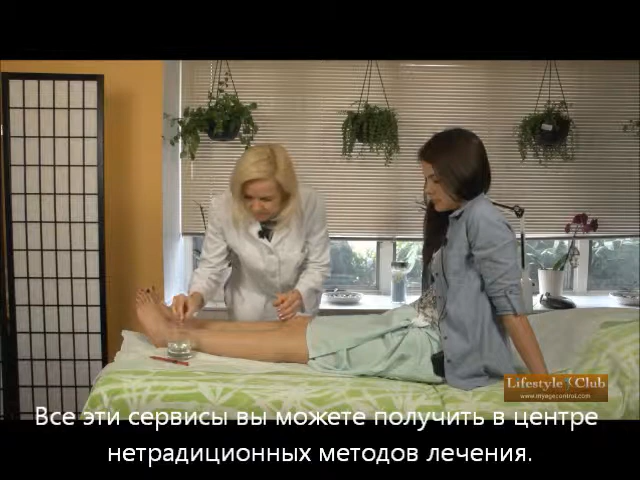 Lifestyle Club
www.myagecontrol.com
Все эти сервисы вы можете получить в центре
нетрадиционных методов лечения.